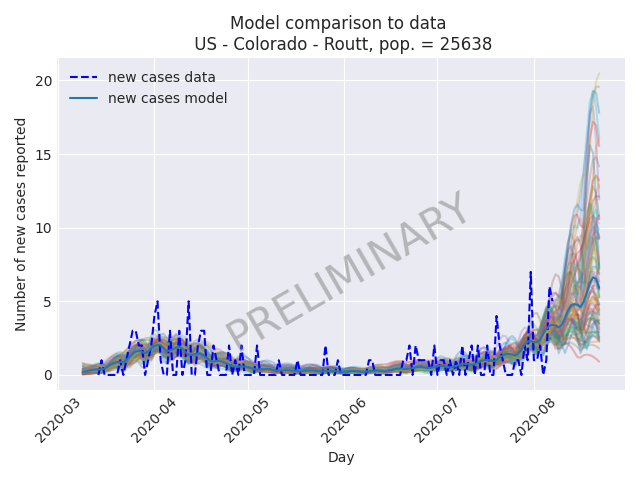 Model comparison to data
US - Colorado - Routt, pop. = 25638
new cases data
new cases model
PRELIMINARY
Number of new cases reported
20
15
10
5
0
2020-03
2020-04
2020-05
2020-06
2020-07
2020-08
Day